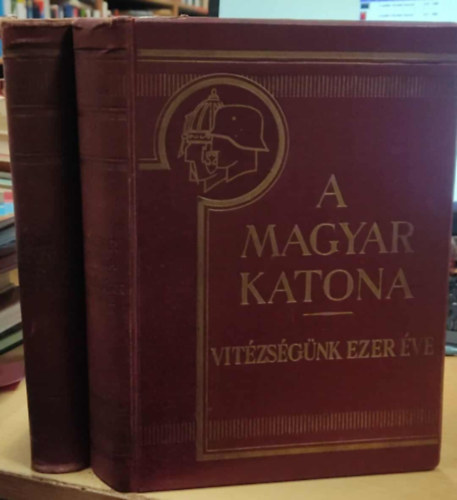 A
MAGYAR
KATONA
VITÉZSÉGÜNK EZER ÉVE